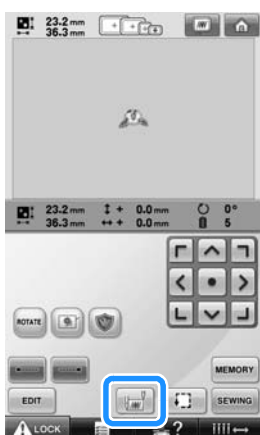 23.2 mm
36.3 mm
23.2 mm ↕ + 0.0 mm 0°
36.3 mm ↔ + 0.0 mm 5
ROTATE
MEMORY
EDIT
SEWING
LOCK
?